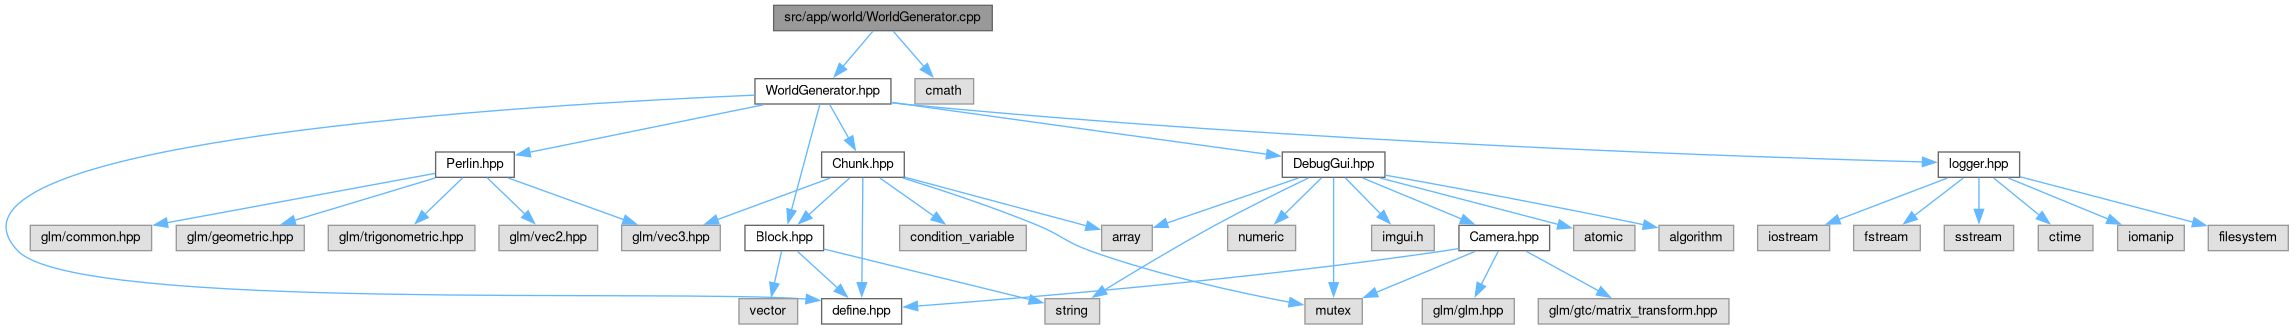 src/app/world/WorldGenerator.cpp
WorldGenerator.hpp
cmath
Perlin.hpp
Chunk.hpp
DebugGui.hpp
logger.hpp
glm/common.hpp
glm/geometric.hpp
glm/trigonometric.hpp
glm/vec2.hpp
glm/vec3.hpp
Block.hpp
condition_variable
array
numeric
imgui.h
Camera.hpp
atomic
algorithm
iostream
fstream
sstream
ctime
iomanip
filesystem
vector
define.hpp
string
mutex
glm/glm.hpp
glm/gtc/matrix_transform.hpp